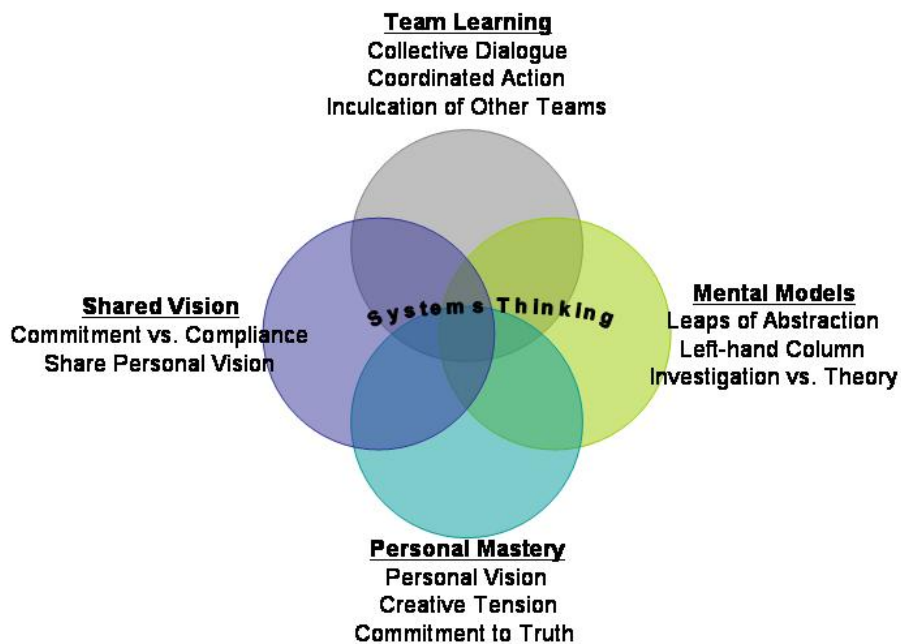 Team Learning
Collective Dialogue
Coordinated Action
Inculcation of Other Teams
Shared Vision
Commitment vs. Compliance
Share Personal Vision
Systems Thinking
Mental Models
Leaps of Abstraction
Left-hand Column
Investigation vs. Theory
Personal Mastery
Personal Vision
Creative Tension
Commitment to Truth